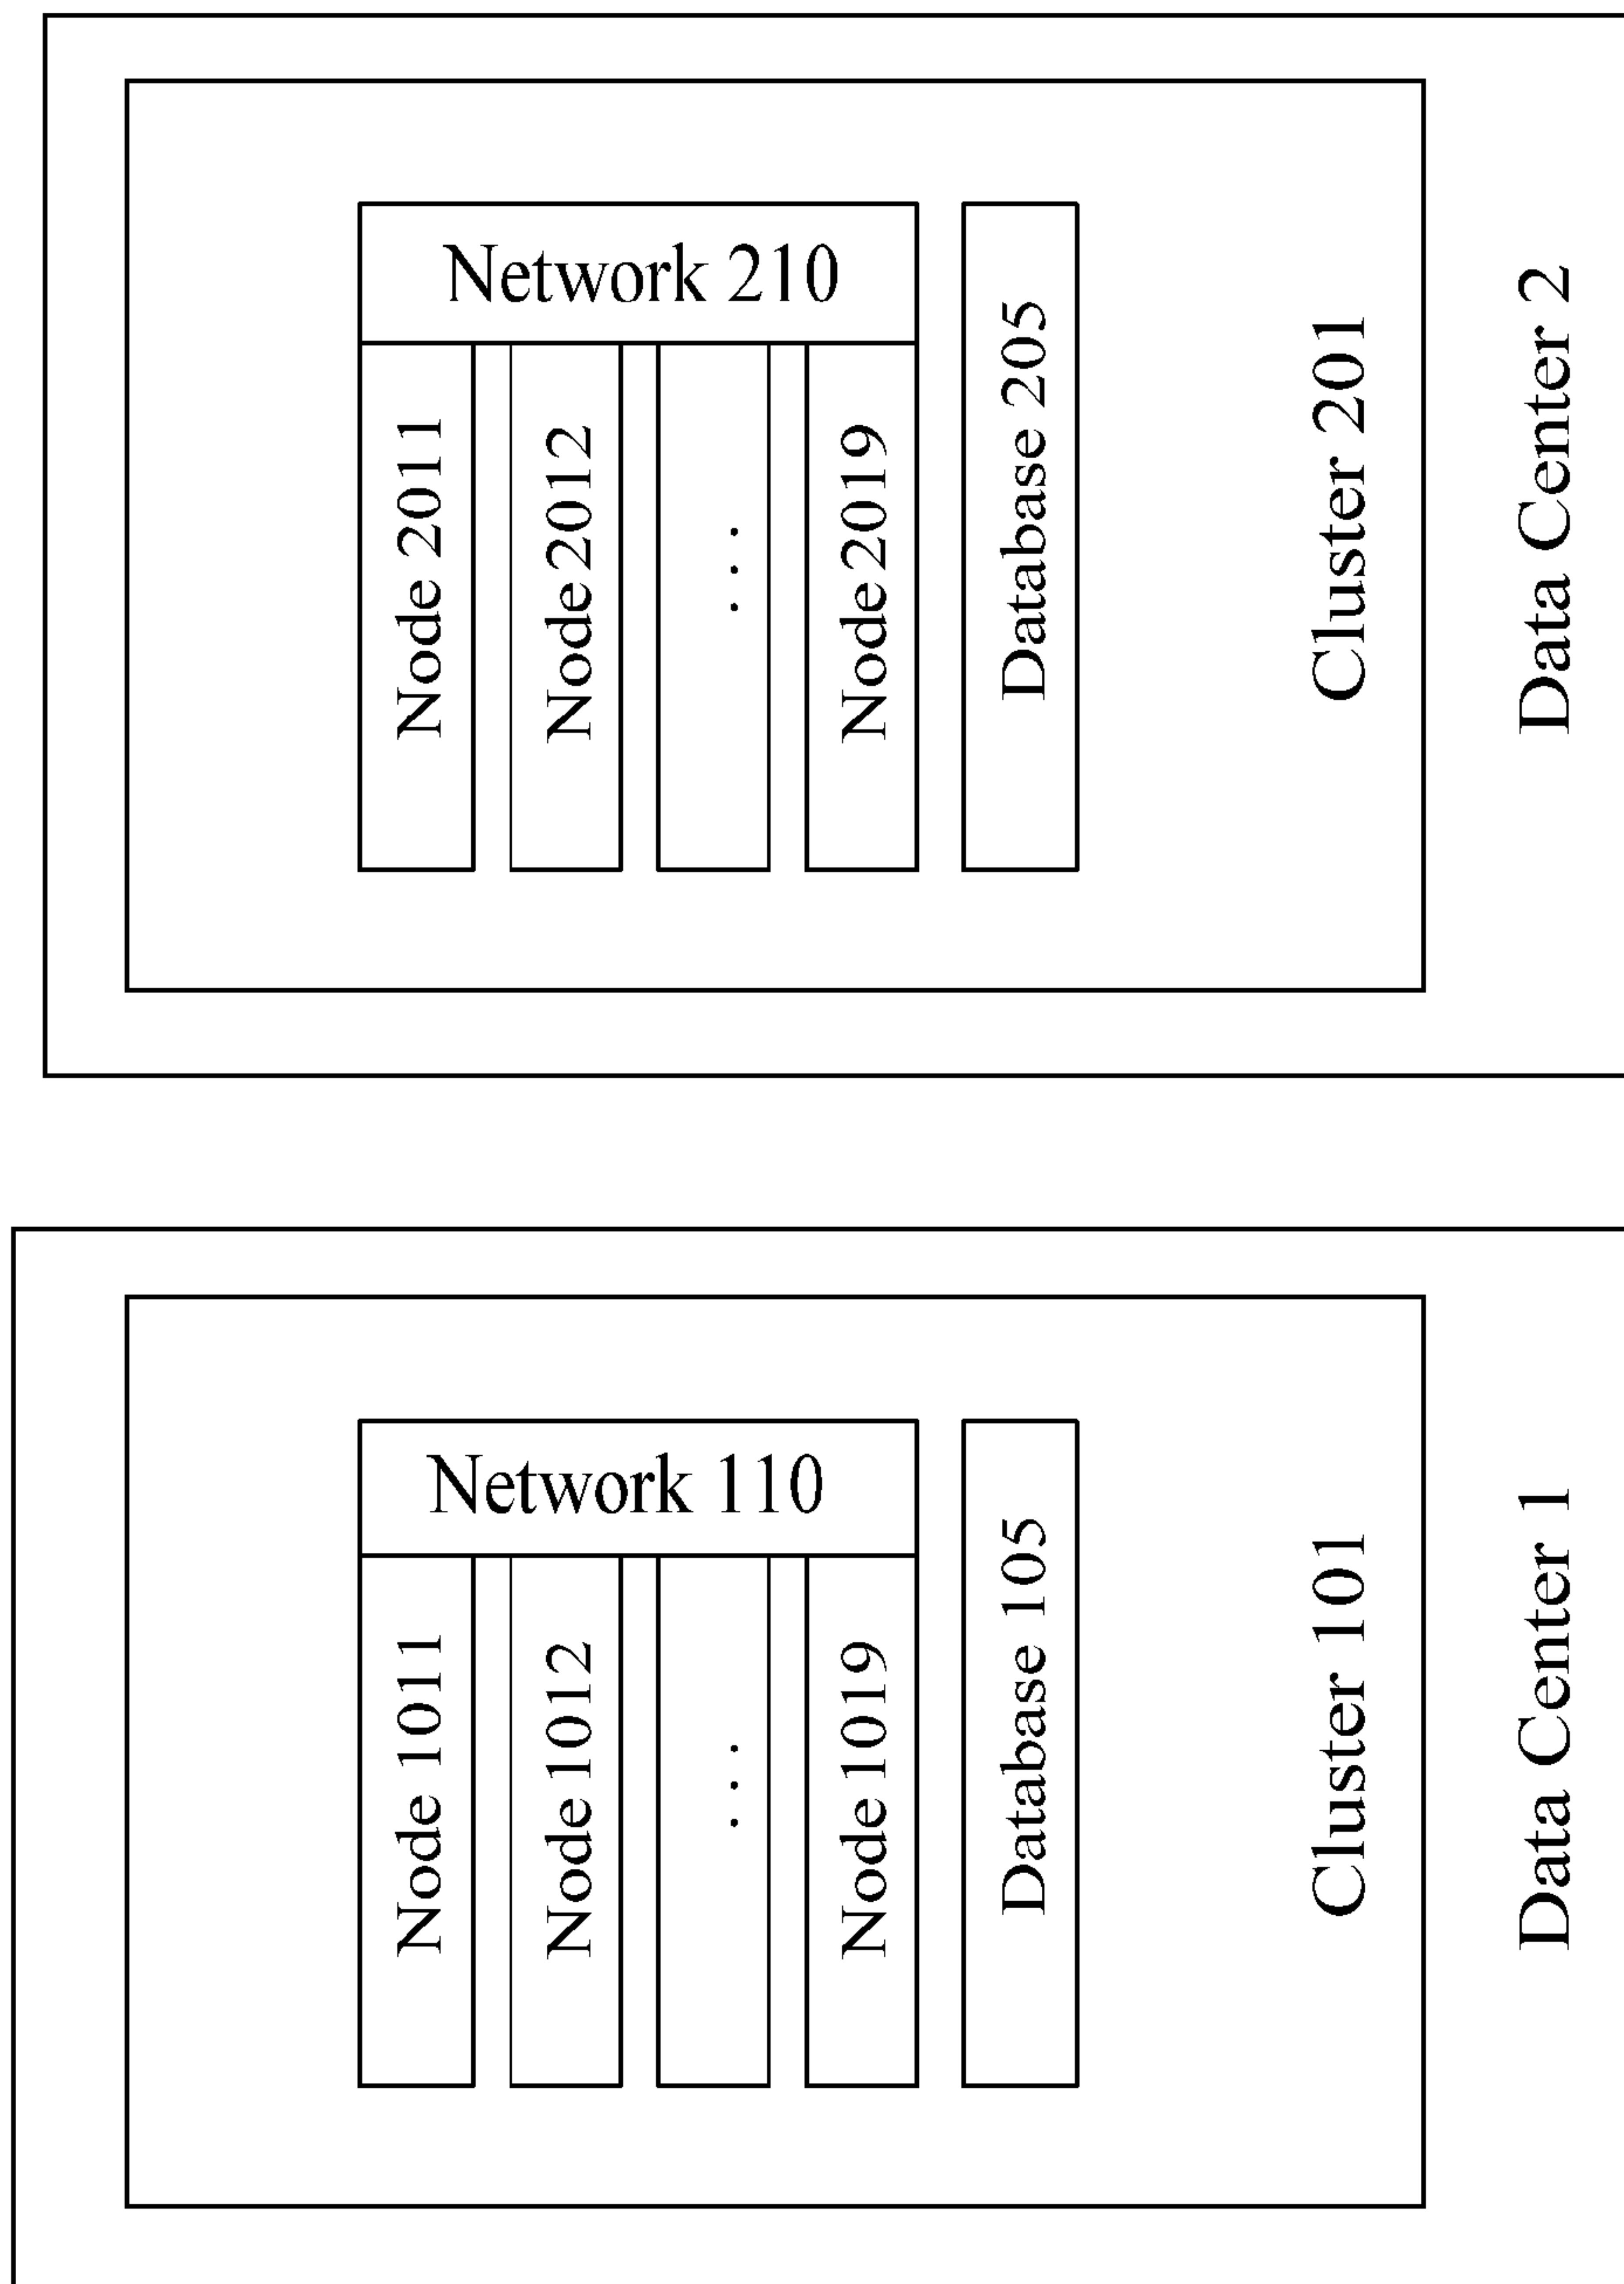 Network 210
Node 2011
Node 2012
...
Node 2019
Database 205
Cluster 201
Data Center 2
Network 110
Node 1011
Node 1012
...
Node 1019
Database 105
Cluster 101
Data Center 1